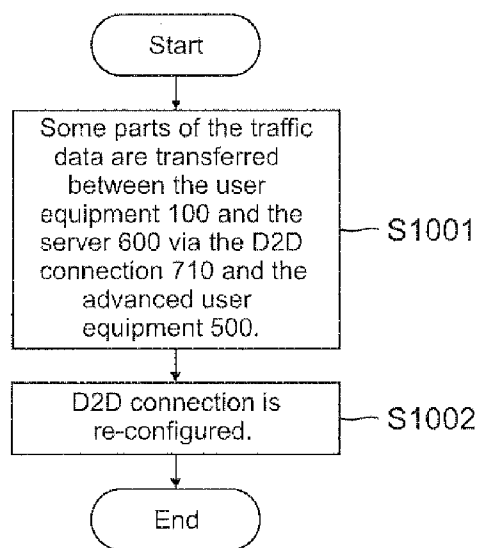 Start
Some parts of the traffic
data are transferred
between the user
equipment 100 and the
server 600 via the D2D
connection 710 and the
advanced user
equipment 500.
S1001
D2D connection is
re-configured.
S1002
End